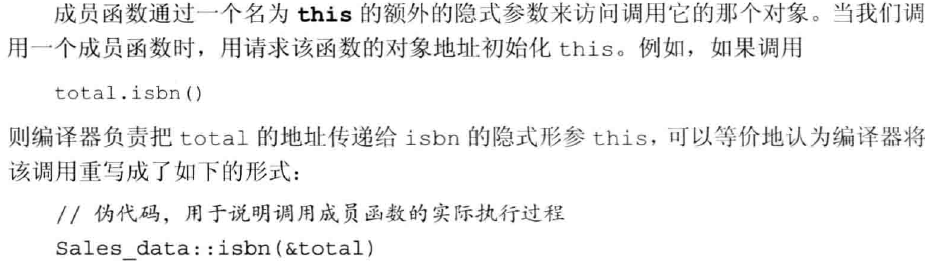 成员函数通过一个名为 this 的额外的隐式参数来访问调用它的那个对象。当我们调
用一个成员函数时，用请求该函数的对象地址初始化 this。例如，如果调用
total.isbn()
则编译器负责把 total 的地址传递给 isbn 的隐式形参 this，可以等价地认为编译器将
该调用重写成了如下的形式：
// 伪代码，用于说明调用成员函数的实际执行过程
Sales_data::isbn(&total)